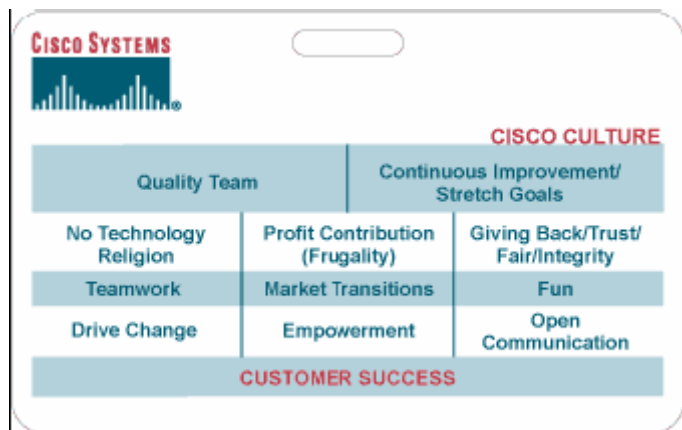 CISCO SYSTEMS
®
CISCO CULTURE
Quality Team
Continuous Improvement/
Stretch Goals
No Technology
Religion
Profit Contribution
(Frugality)
Giving Back/Trust/
Fair/Integrity
Teamwork
Market Transitions
Fun
Drive Change
Empowerment
Open
Communication
CUSTOMER SUCCESS